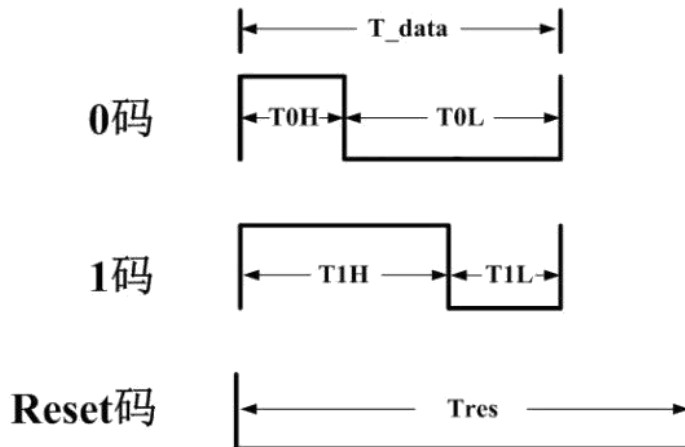 T_data
0码
T0H
T0L
1码
T1H
T1L
Reset码
Tres